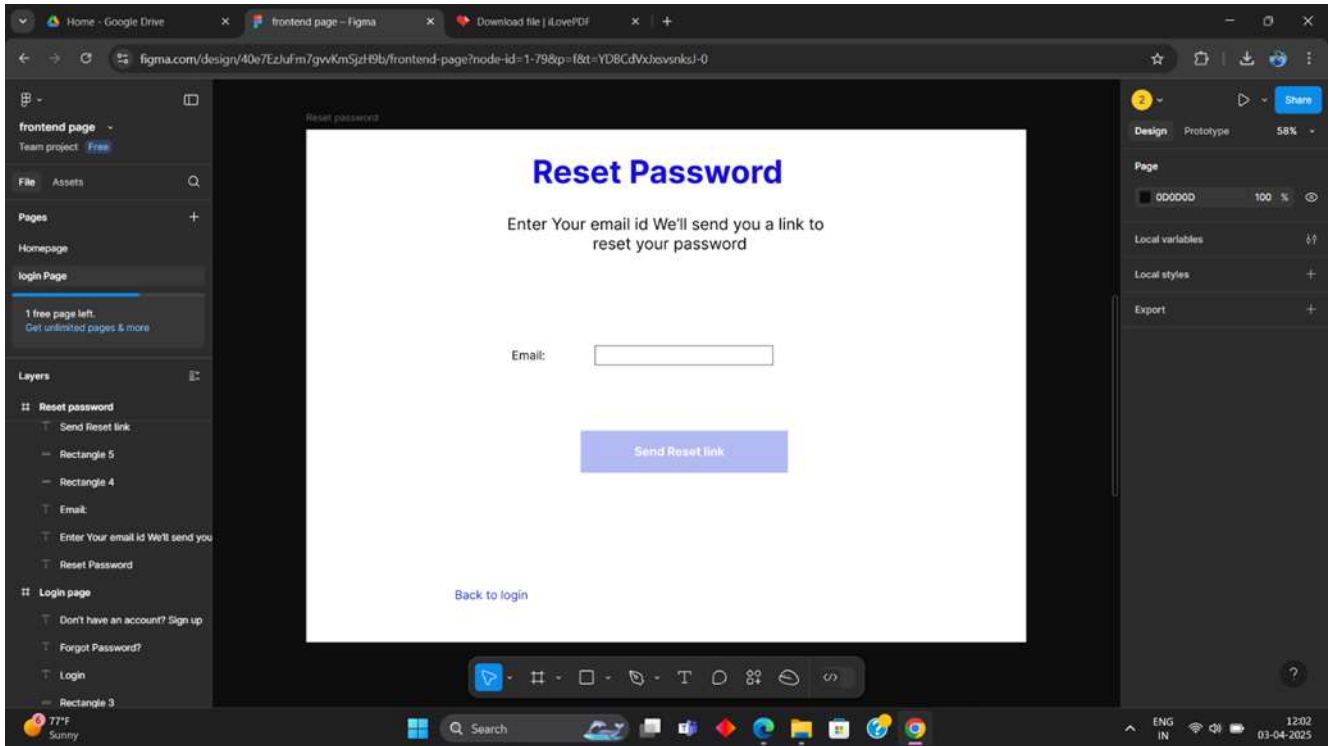 Home - Google Drive
frontend page – Figma
Download file | iLovePDF
figma.com/design/40e7EzJuFm7gvvKmSjzH9b/frontend-page?node-id=1-79&p=f&t=YDBCdVxJxsvsnksJ-0
frontend page
Team project Free
File Assets
Pages
Homepage
login Page
1 free page left.
Get unlimited pages & more
Layers
Reset password
Send Reset link
Rectangle 5
Rectangle 4
Email:
Enter Your email id We'll send you
Reset Password
Login page
Don't have an account? Sign up
Forgot Password?
Login
Rectangle 3
Reset password
Reset Password
Enter Your email id We'll send you a link to
reset your password
Email:
Send Reset link
Back to login
2
Share
Design Prototype 58%
Page
0D0D0D 100 %
Local variables
Local styles
Export
?
6
77°F
Sunny
Search
ENG
IN
12:02
03-04-2025